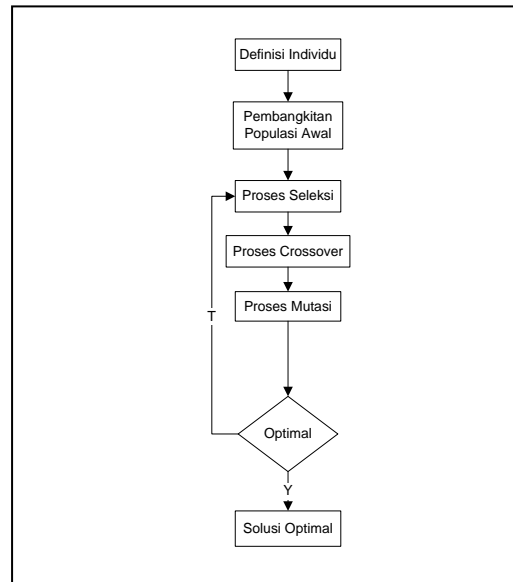 Definisi Individu
Pembangkitan
Populasi Awal
Proses Seleksi
Proses Crossover
Proses Mutasi
T
Optimal
Y
Solusi Optimal